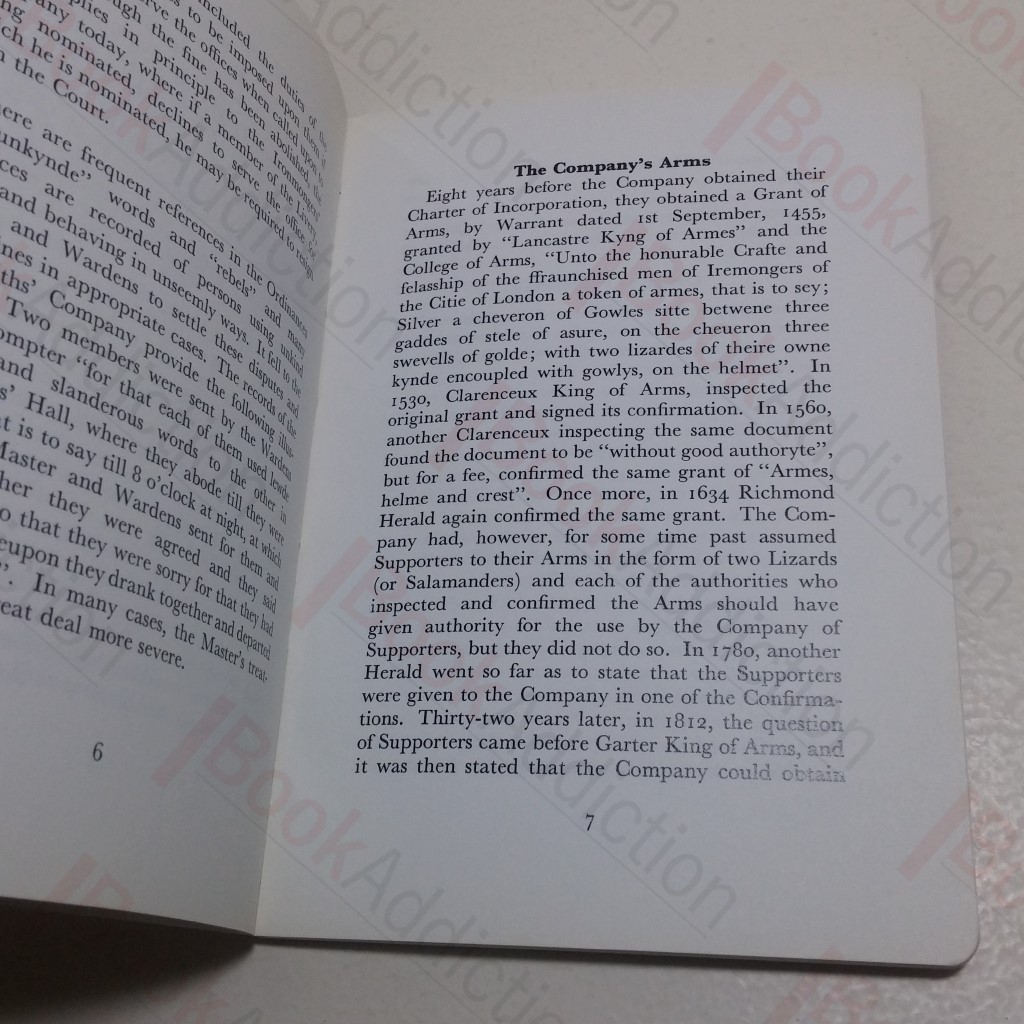 included the duties of the
es to be imposed upon them if
erve the offices when called upon to
ough the fine has been abolished, the
plies in principle to the Ironmongers'
any today, where if a member of the Livery
ng nominated, declines to serve the office for
ch he is nominated, he may be required to resign
the Court.
ere are frequent references in the Ordinances
unkynde" words and "rebels" and many
ces are recorded of persons using unkind
and behaving in unseemly ways. It fell to the
and Wardens to settle these disputes and
nes in appropriate cases. The records of the
ths' Company provide the following illus-
Two members were sent by the Wardens
ompter "for that each of them used lewde
and slanderous words to the other in
s' Hall, where they abode till they were
t is to say till 8 o'clock at night, at which
Master and Wardens sent for them and
her they were agreed and they said
o that they were sorry for that they had
eupon they drank together and departed
". In many cases, the Master's treat-
eat deal more severe.
6
The Company's Arms
Eight years before the Company obtained their
Charter of Incorporation, they obtained a Grant of
Arms, by Warrant dated 1st September, 1455,
granted by "Lancastre Kyng of Armes" and the
College of Arms, "Unto the honurable Crafte and
felasship of the ffraunchised men of Iremongers of
the Citie of London a token of armes, that is to sey;
Silver a cheveron of Gowles sitte betwene three
gaddes of stele of asure, on the cheueron three
swevells of golde; with two lizardes of theire owne
kynde encoupled with gowlys, on the helmet". In
1530, Clarenceux King of Arms, inspected the
original grant and signed its confirmation. In 1560,
another Clarenceux inspecting the same document
found the document to be "without good authoryte",
but for a fee, confirmed the same grant of "Armes,
helme and crest". Once more, in 1634 Richmond
Herald again confirmed the same grant. The Com-
pany had, however, for some time past assumed
Supporters to their Arms in the form of two Lizards
(or Salamanders) and each of the authorities who
inspected and confirmed the Arms should have
given authority for the use by the Company of
Supporters, but they did not do so. In 1780, another
Herald went so far as to state that the Supporters
were given to the Company in one of the Confirma-
tions. Thirty-two years later, in 1812, the question
of Supporters came before Garter King of Arms, and
it was then stated that the Company could obtain
7